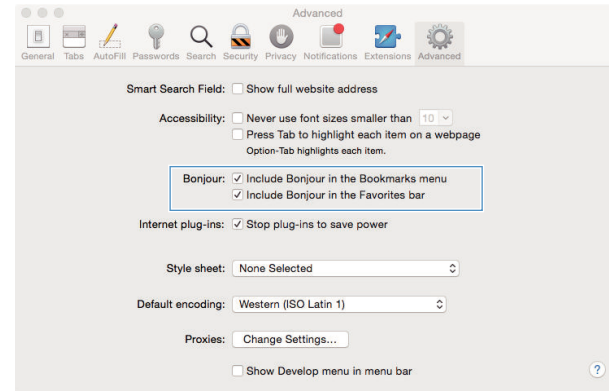 Advanced
General Tabs AutoFill Passwords Search Security Privacy Notifications Extensions Advanced
Smart Search Field: Show full website address
Accessibility: Never use font sizes smaller than 10
Press Tab to highlight each item on a webpage
Option-Tab highlights each item.
Bonjour: Include Bonjour in the Bookmarks menu
Include Bonjour in the Favorites bar
Internet plug-ins: Stop plug-ins to save power
Style sheet: None Selected
Default encoding: Western (ISO Latin 1)
Proxies: Change Settings...
Show Develop menu in menu bar ?